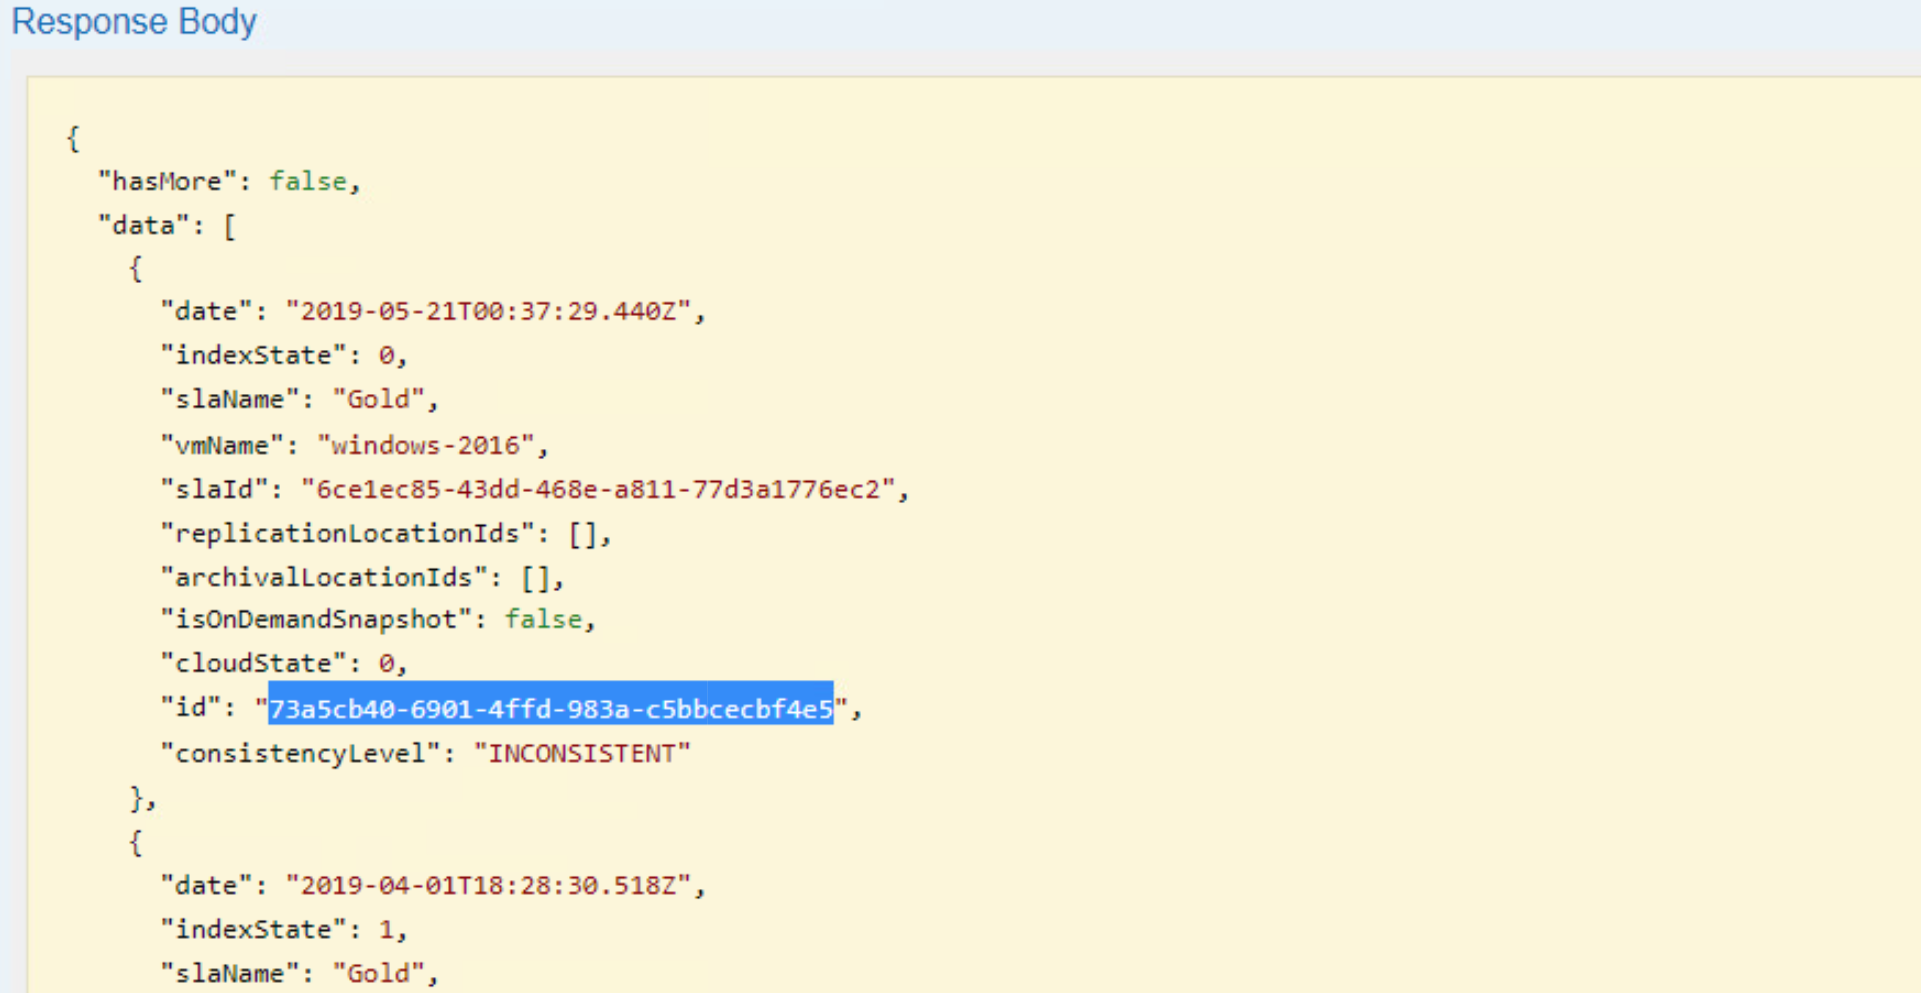 Response Body
{
"hasMore": false,
"data": [
{
"date": "2019-05-21T00:37:29.440Z",
"indexState": 0,
"slaName": "Gold",
"vmName": "windows-2016",
"slaId": "6ce1ec85-43dd-468e-a811-77d3a1776ec2",
"replicationLocationIds": [],
"archivalLocationIds": [],
"isOnDemandSnapshot": false,
"cloudState": 0,
"id": "73a5cb40-6901-4ffd-983a-c5bbcecbf4e5",
"consistencyLevel": "INCONSISTENT"
},
{
"date": "2019-04-01T18:28:30.518Z",
"indexState": 1,
"slaName": "Gold",